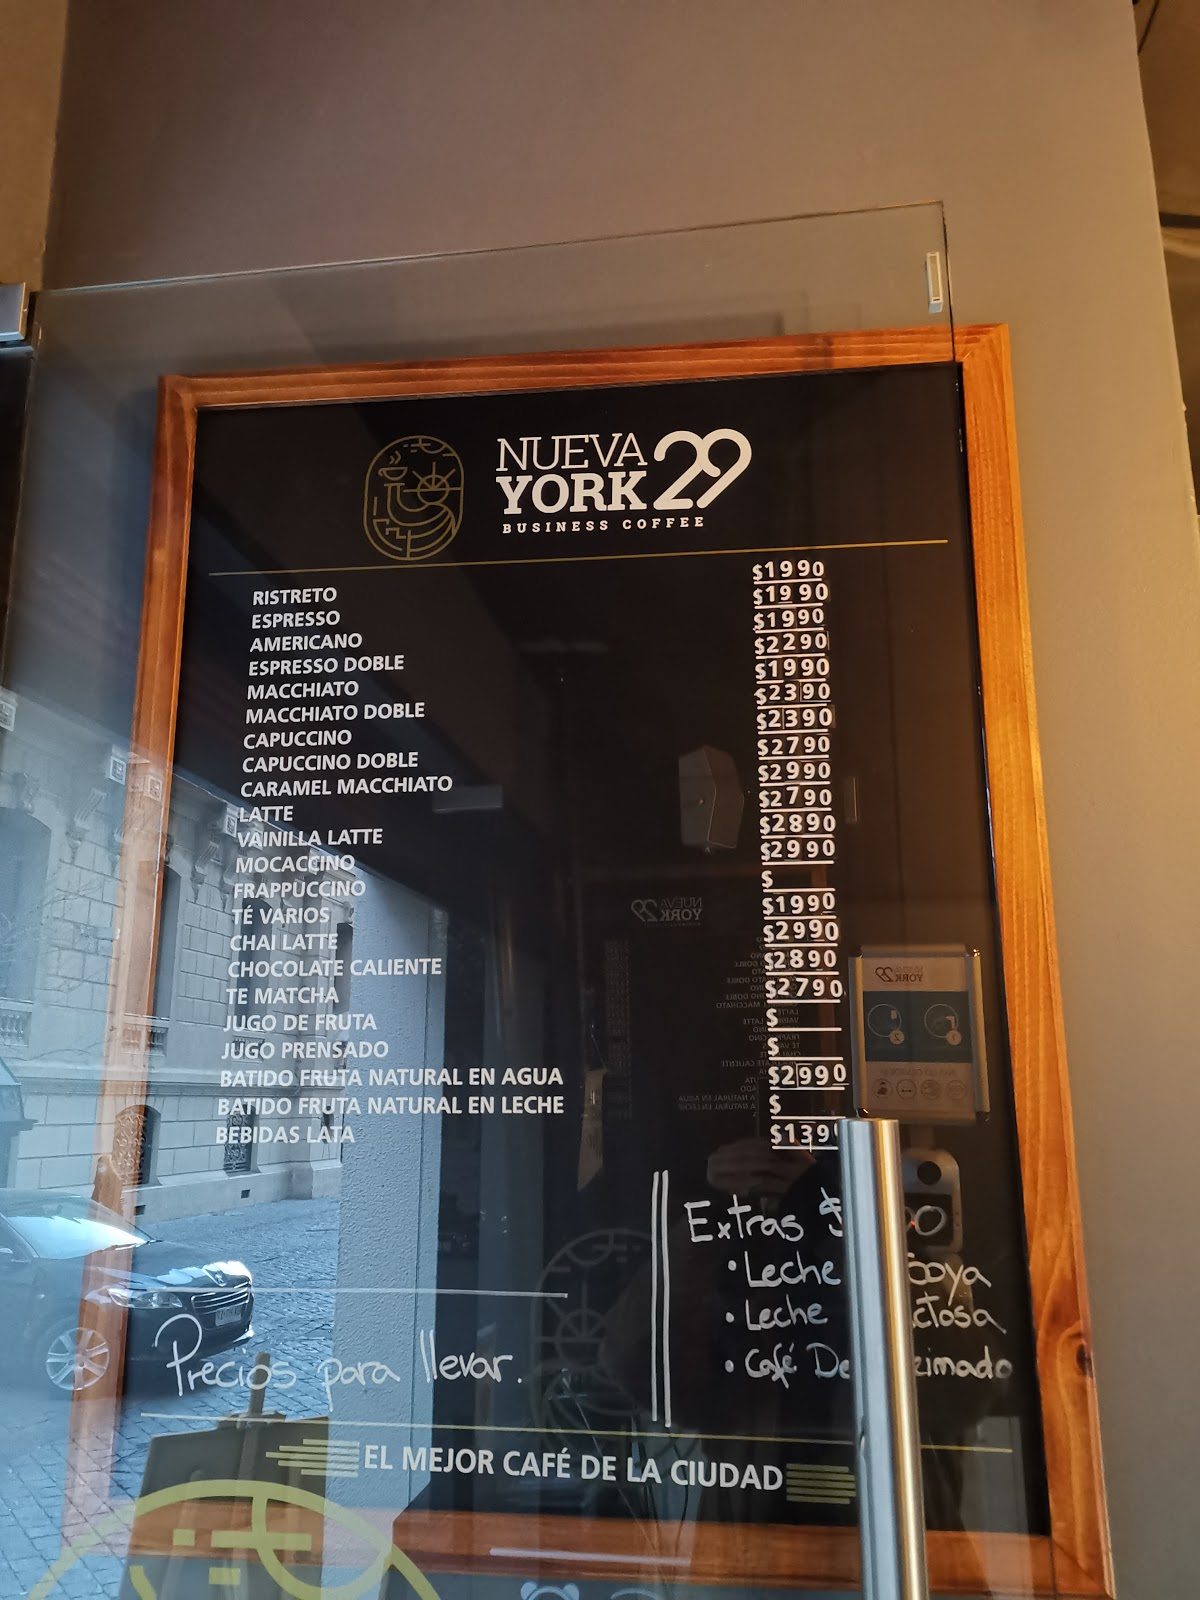 NUEVA
YORK 29
BUSINESS COFFEE
RISTRETO $1990
ESPRESSO $1990
AMERICANO $1990
ESPRESSO DOBLE $2290
MACCHIATO $1990
MACCHIATO DOBLE $2390
CAPUCCINO $2390
CAPUCCINO DOBLE $2790
CARAMEL MACCHIATO $2990
LATTE $2790
VAINILLA LATTE $2890
MOCACCINO $2990
FRAPPUCCINO $
TÉ VARIOS $1990
CHAI LATTE $2990
CHOCOLATE CALIENTE $2890
TE MATCHA $2790
JUGO DE FRUTA $
JUGO PRENSADO $
BATIDO FRUTA NATURAL EN AGUA $2990
BATIDO FRUTA NATURAL EN LECHE $
BEBIDAS LATA
Extras
• Leche
• Leche
• Café
Precios para llevar.
EL MEJOR CAFÉ DE LA CIUDAD